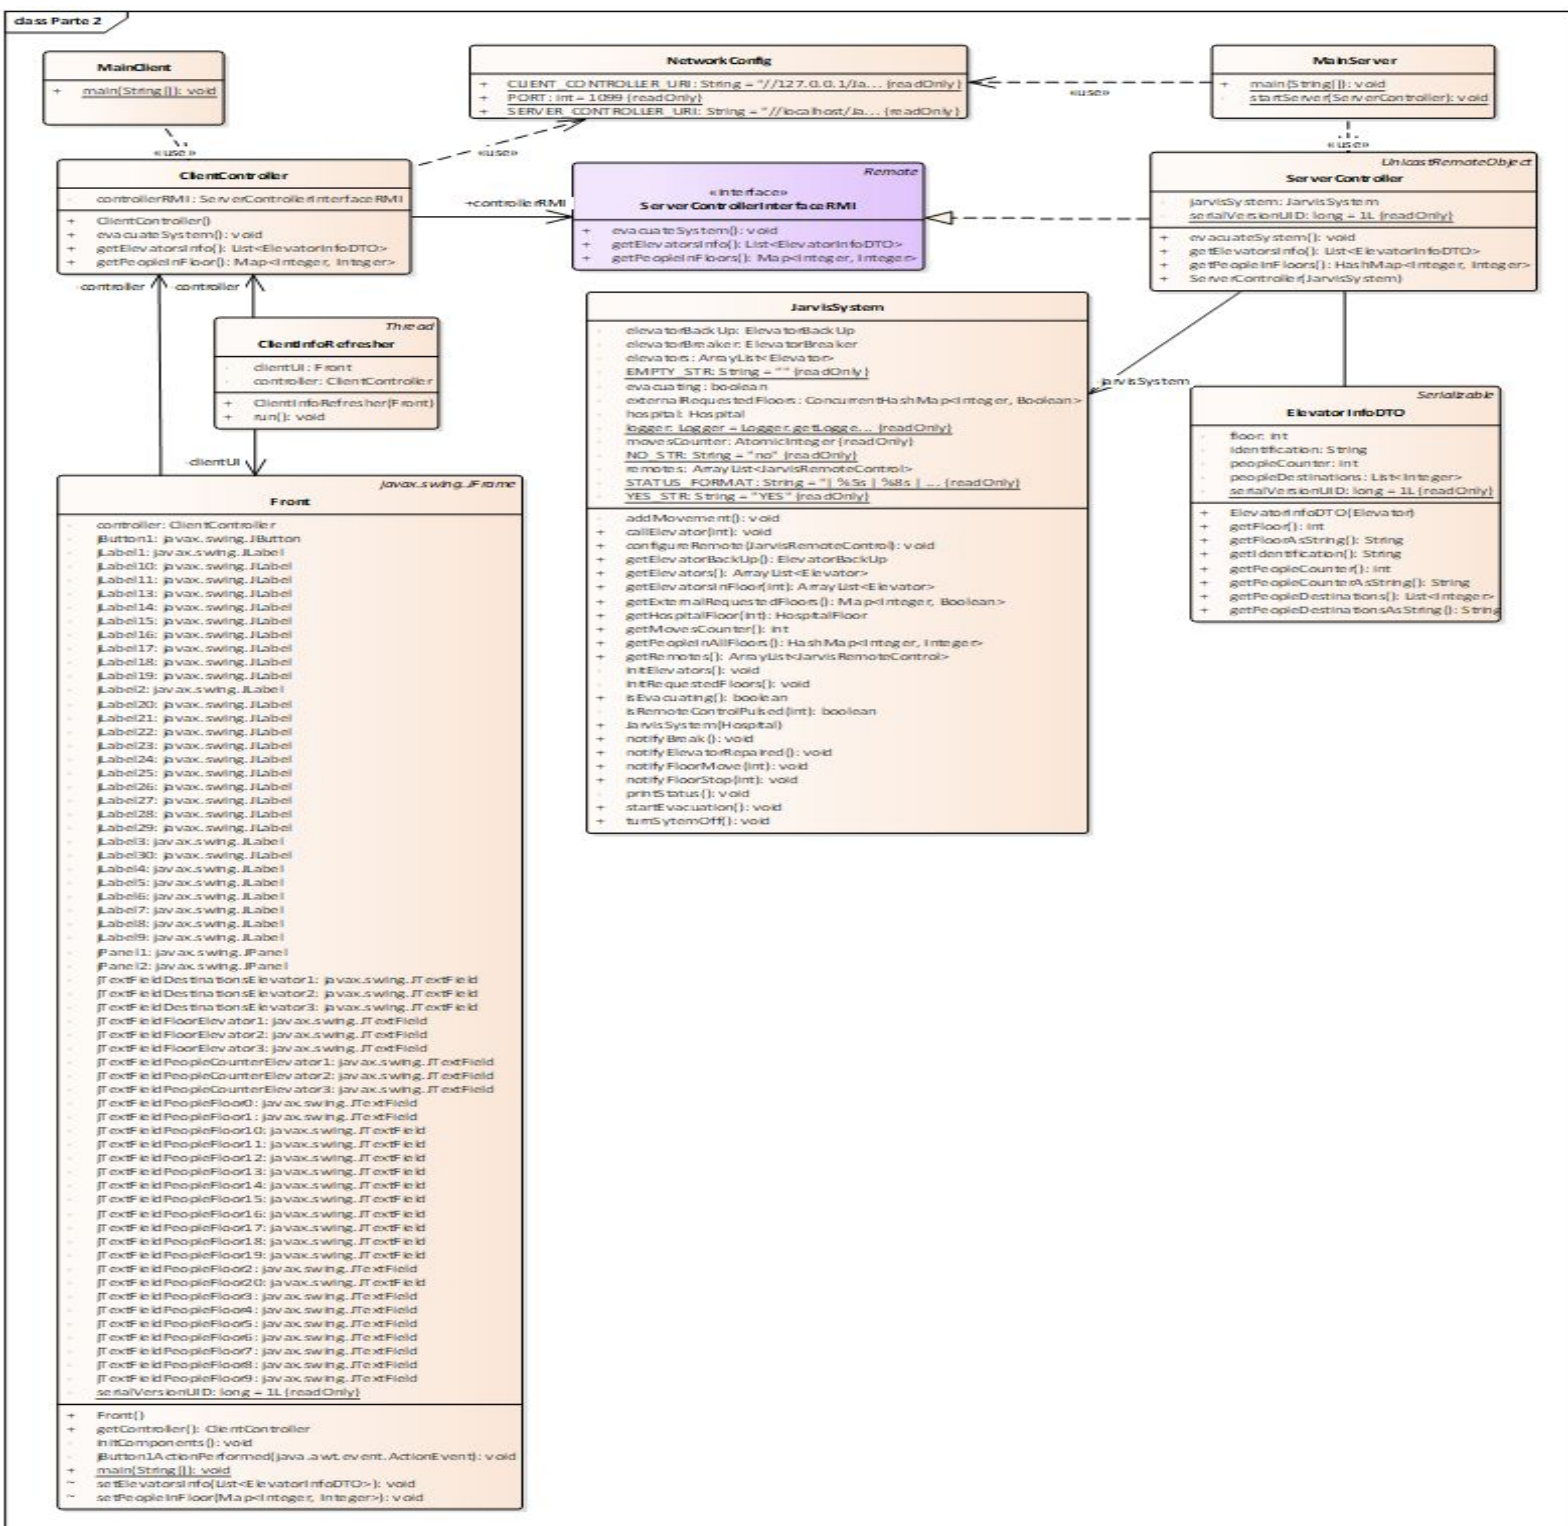 class Parte 2
MainClient
+ main(String[]): void
NetworkConfig
+ CLIENT_CONTROLLER_URI: String = "//127.0.0.1/Ja... {readOnly}
+ PORT: int = 1099 {readOnly}
+ SERVER_CONTROLLER_URI: String = "//localhost/Ja... {readOnly}
MainServer
+ main(String[]): void
- startServer(ServerController): void
«use»
«use»
«use»
«use»
ClientController
- controllerRMI: ServerControllerInterfaceRMI
+ ClientController()
+ evacuateSystem(): void
+ getElevatorsInfo(): List<ElevatorInfoDTO>
+ getPeopleInFloor(): Map<Integer, Integer>
+controllerRMI
Remote
«interface»
ServerControllerInterfaceRMI
+ evacuateSystem(): void
+ getElevatorsInfo(): List<ElevatorInfoDTO>
+ getPeopleInFloors(): Map<Integer, Integer>
UnicastRemoteObject
ServerController
- jarvisSystem: JarvisSystem
- serialVersionUID: long = 1L {readOnly}
+ evacuateSystem(): void
+ getElevatorsInfo(): List<ElevatorInfoDTO>
+ getPeopleInFloors(): HashMap<Integer, Integer>
+ ServerController(JarvisSystem)
-controller
-controller
Thread
ClientInfoRefresher
- clientUI: Front
- controller: ClientController
+ ClientInfoRefresher(Front)
+ run(): void
-clientUI
JarvisSystem
- elevatorBackUp: ElevatorBackUp
- elevatorBreaker: ElevatorBreaker
- elevators: ArrayList<Elevator>
- EMPTY_STR: String = "" {readOnly}
- evacuating: boolean
- externalRequestedFloors: ConcurrentHashMap<Integer, Boolean>
- hospital: Hospital
- logger: Logger = Logger.getLogge... {readOnly}
- movesCounter: AtomicInteger {readOnly}
- NO_STR: String = "no" {readOnly}
- remotes: ArrayList<JarvisRemoteControl>
- STATUS_FORMAT: String = "| %5s | %8s | ... {readOnly}
- YES_STR: String = "YES" {readOnly}
- addMovement(): void
+ callElevator(int): void
+ configureRemote(JarvisRemoteControl): void
+ getElevatorBackUp(): ElevatorBackUp
+ getElevators(): ArrayList<Elevator>
+ getElevatorsInFloor(int): ArrayList<Elevator>
+ getExternalRequestedFloors(): Map<Integer, Boolean>
+ getHospitalFloor(int): HospitalFloor
+ getMovesCounter(): int
+ getPeopleInAllFloors(): HashMap<Integer, Integer>
+ getRemotes(): ArrayList<JarvisRemoteControl>
- initElevators(): void
- initRequestedFloors(): void
+ isEvacuating(): boolean
- isRemoteControlPulsed(int): boolean
+ JarvisSystem(Hospital)
+ notifyBreak(): void
+ notifyElevatorRepaired(): void
+ notifyFloorMove(int): void
+ notifyFloorStop(int): void
- printStatus(): void
+ startEvacuation(): void
+ turnSytemOff(): void
-jarvisSystem
Serializable
ElevatorInfoDTO
- floor: int
- identification: String
- peopleCounter: int
- peopleDestinations: List<Integer>
- serialVersionUID: long = 1L {readOnly}
+ ElevatorInfoDTO(Elevator)
+ getFloor(): int
+ getFloorAsString(): String
+ getIdentification(): String
+ getPeopleCounter(): int
+ getPeopleCounterAsString(): String
+ getPeopleDestinations(): List<Integer>
+ getPeopleDestinationsAsString(): String
javax.swing.JFrame
Front
- controller: ClientController
- jButton1: javax.swing.JButton
- jLabel1: javax.swing.JLabel
- jLabel10: javax.swing.JLabel
- jLabel11: javax.swing.JLabel
- jLabel13: javax.swing.JLabel
- jLabel14: javax.swing.JLabel
- jLabel15: javax.swing.JLabel
- jLabel16: javax.swing.JLabel
- jLabel17: javax.swing.JLabel
- jLabel18: javax.swing.JLabel
- jLabel19: javax.swing.JLabel
- jLabel2: javax.swing.JLabel
- jLabel20: javax.swing.JLabel
- jLabel21: javax.swing.JLabel
- jLabel22: javax.swing.JLabel
- jLabel23: javax.swing.JLabel
- jLabel24: javax.swing.JLabel
- jLabel25: javax.swing.JLabel
- jLabel26: javax.swing.JLabel
- jLabel27: javax.swing.JLabel
- jLabel28: javax.swing.JLabel
- jLabel29: javax.swing.JLabel
- jLabel3: javax.swing.JLabel
- jLabel30: javax.swing.JLabel
- jLabel4: javax.swing.JLabel
- jLabel5: javax.swing.JLabel
- jLabel6: javax.swing.JLabel
- jLabel7: javax.swing.JLabel
- jLabel8: javax.swing.JLabel
- jLabel9: javax.swing.JLabel
- jPanel1: javax.swing.JPanel
- jPanel2: javax.swing.JPanel
- jTextFieldDestinationsElevator1: javax.swing.JTextField
- jTextFieldDestinationsElevator2: javax.swing.JTextField
- jTextFieldDestinationsElevator3: javax.swing.JTextField
- jTextFieldFloorElevator1: javax.swing.JTextField
- jTextFieldFloorElevator2: javax.swing.JTextField
- jTextFieldFloorElevator3: javax.swing.JTextField
- jTextFieldPeopleCounterElevator1: javax.swing.JTextField
- jTextFieldPeopleCounterElevator2: javax.swing.JTextField
- jTextFieldPeopleCounterElevator3: javax.swing.JTextField
- jTextFieldPeopleFloor0: javax.swing.JTextField
- jTextFieldPeopleFloor1: javax.swing.JTextField
- jTextFieldPeopleFloor10: javax.swing.JTextField
- jTextFieldPeopleFloor11: javax.swing.JTextField
- jTextFieldPeopleFloor12: javax.swing.JTextField
- jTextFieldPeopleFloor13: javax.swing.JTextField
- jTextFieldPeopleFloor14: javax.swing.JTextField
- jTextFieldPeopleFloor15: javax.swing.JTextField
- jTextFieldPeopleFloor16: javax.swing.JTextField
- jTextFieldPeopleFloor17: javax.swing.JTextField
- jTextFieldPeopleFloor18: javax.swing.JTextField
- jTextFieldPeopleFloor19: javax.swing.JTextField
- jTextFieldPeopleFloor2: javax.swing.JTextField
- jTextFieldPeopleFloor20: javax.swing.JTextField
- jTextFieldPeopleFloor3: javax.swing.JTextField
- jTextFieldPeopleFloor4: javax.swing.JTextField
- jTextFieldPeopleFloor5: javax.swing.JTextField
- jTextFieldPeopleFloor6: javax.swing.JTextField
- jTextFieldPeopleFloor7: javax.swing.JTextField
- jTextFieldPeopleFloor8: javax.swing.JTextField
- jTextFieldPeopleFloor9: javax.swing.JTextField
- serialVersionUID: long = 1L {readOnly}
+ Front()
+ getController(): ClientController
- initComponents(): void
- jButton1ActionPerformed(java.awt.event.ActionEvent): void
+ main(String[]): void
~ setElevatorsInfo(List<ElevatorInfoDTO>): void
~ setPeopleInFloor(Map<Integer, Integer>): void